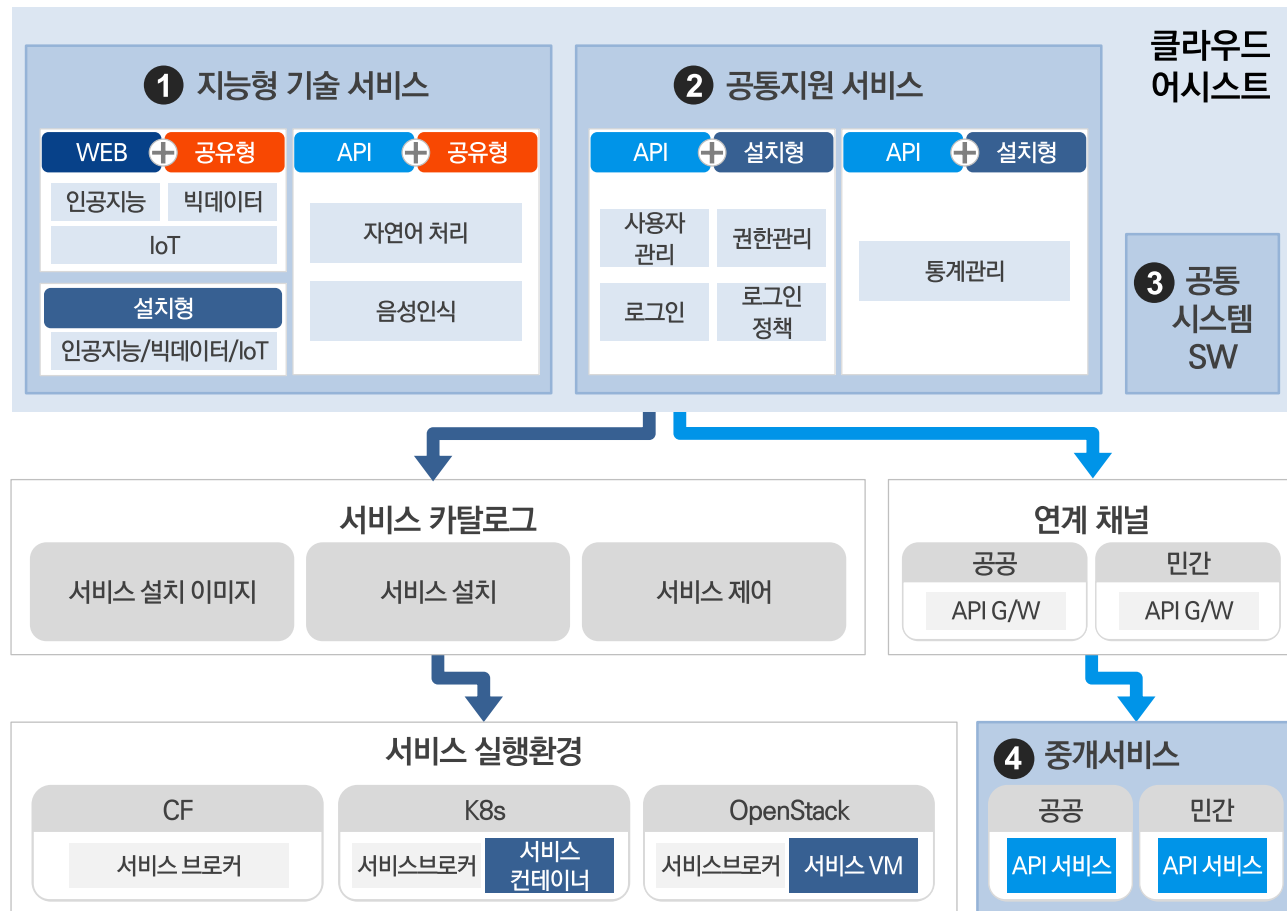 클라우드
어시스트
1 지능형 기술 서비스
WEB + 공유형
인공지능 빅데이터
IoT
설치형
인공지능/빅데이터/IoT
API + 공유형
자연어 처리
음성인식
2 공통지원 서비스
API + 설치형
사용자
관리
권한관리
로그인
로그인
정책
API + 설치형
통계관리
3 공통
시스템
SW
서비스 카탈로그
서비스 설치 이미지
서비스 설치
서비스 제어
연계 채널
공공
API G/W
민간
API G/W
서비스 실행환경
CF
서비스 브로커
K8s
서비스브로커
서비스
컨테이너
OpenStack
서비스브로커
서비스 VM
4 중개서비스
공공
API 서비스
민간
API 서비스